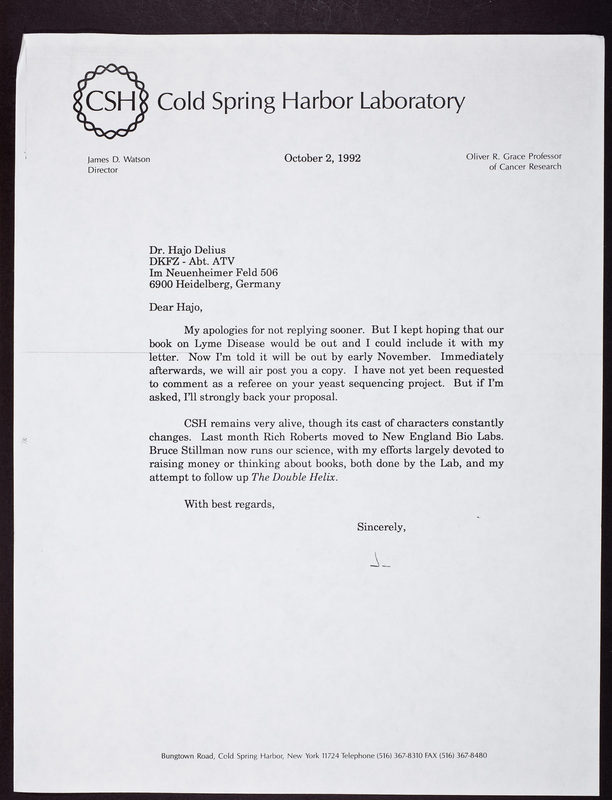 CSH Cold Spring Harbor Laboratory
James D. Watson
Director
October 2, 1992
Oliver R. Grace Professor
of Cancer Research
Dr. Hajo Delius
DKFZ - Abt. ATV
Im Neuenheimer Feld 506
6900 Heidelberg, Germany
Dear Hajo,
My apologies for not replying sooner. But I kept hoping that our
book on Lyme Disease would be out and I could include it with my
letter. Now I'm told it will be out by early November. Immediately
afterwards, we will air post you a copy. I have not yet been requested
to comment as a referee on your yeast sequencing project. But if I'm
asked, I'll strongly back your proposal.
CSH remains very alive, though its cast of characters constantly
changes. Last month Rich Roberts moved to New England Bio Labs.
Bruce Stillman now runs our science, with my efforts largely devoted to
raising money or thinking about books, both done by the Lab, and my
attempt to follow up The Double Helix.
With best regards,
Sincerely,
Bungtown Road, Cold Spring Harbor, New York 11724 Telephone (516) 367-8310 FAX (516) 367-8480